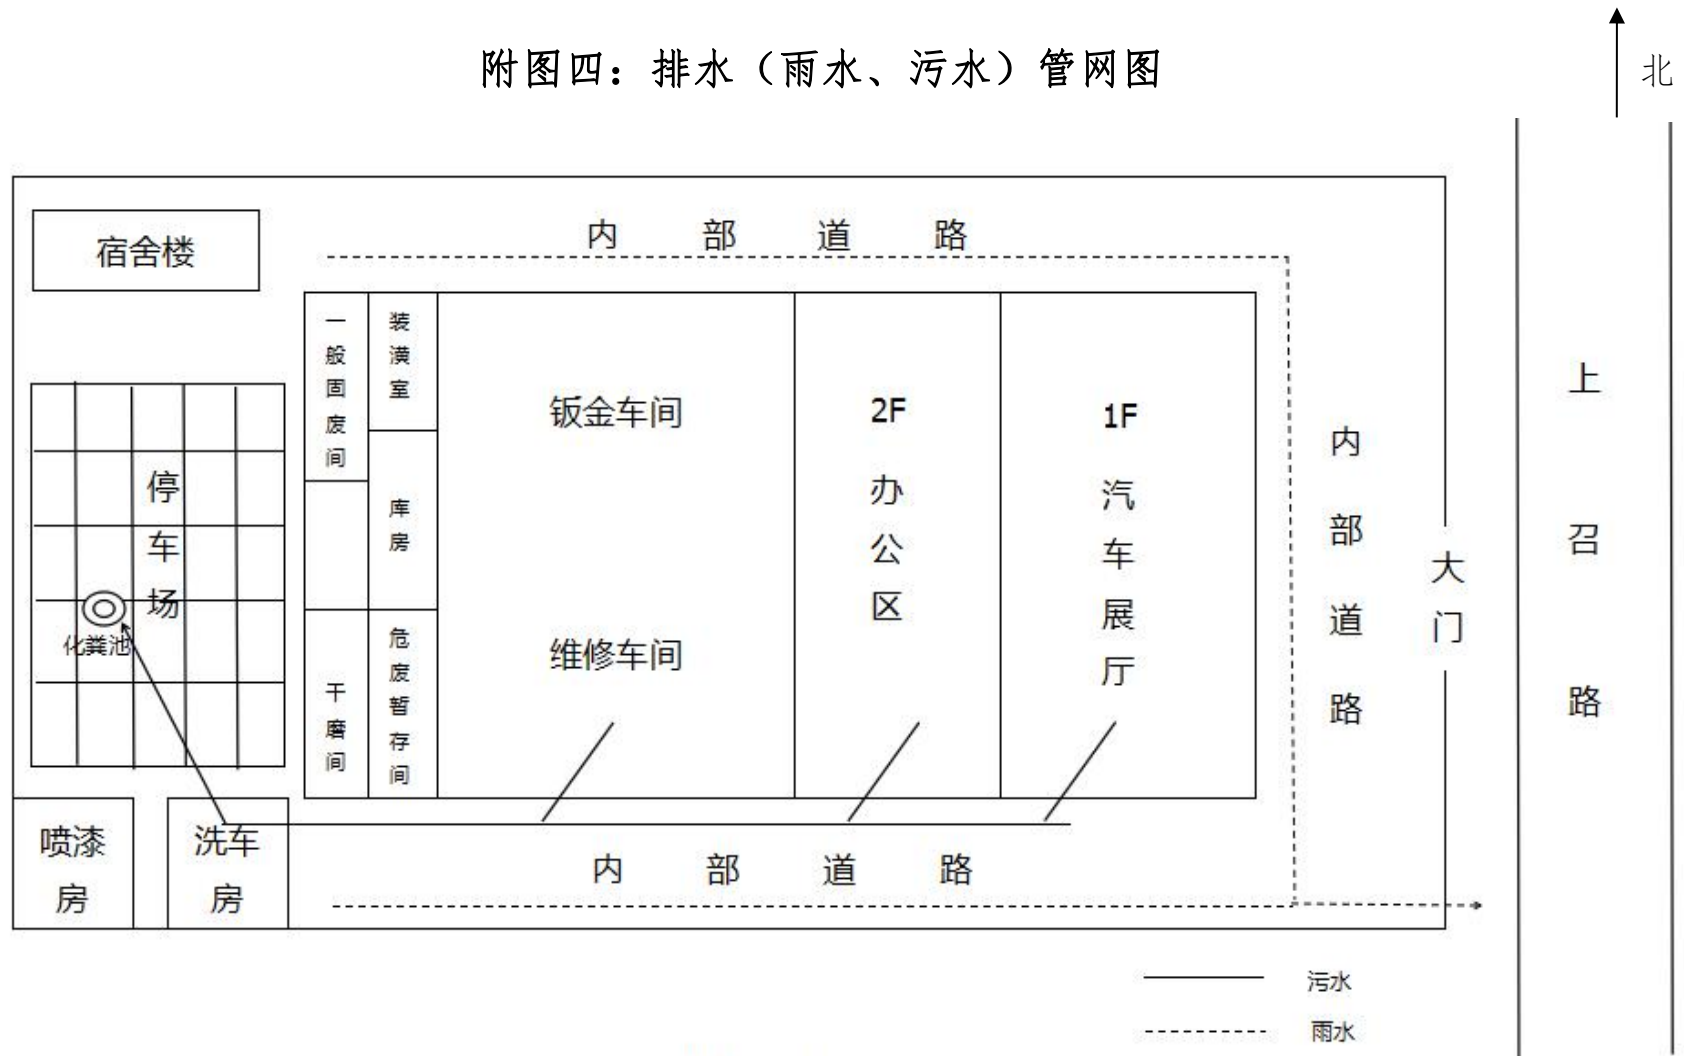 附图四：排水（雨水、污水）管网图
北
宿舍楼
内部道路
一般固废间
装潢室
钣金车间
2F
办公区
1F
汽车展厅
内部道路
上召路
停车场
库房
大门
化粪池
维修车间
干磨间
危废暂存间
喷漆房
洗车房
内部道路
污水
雨水